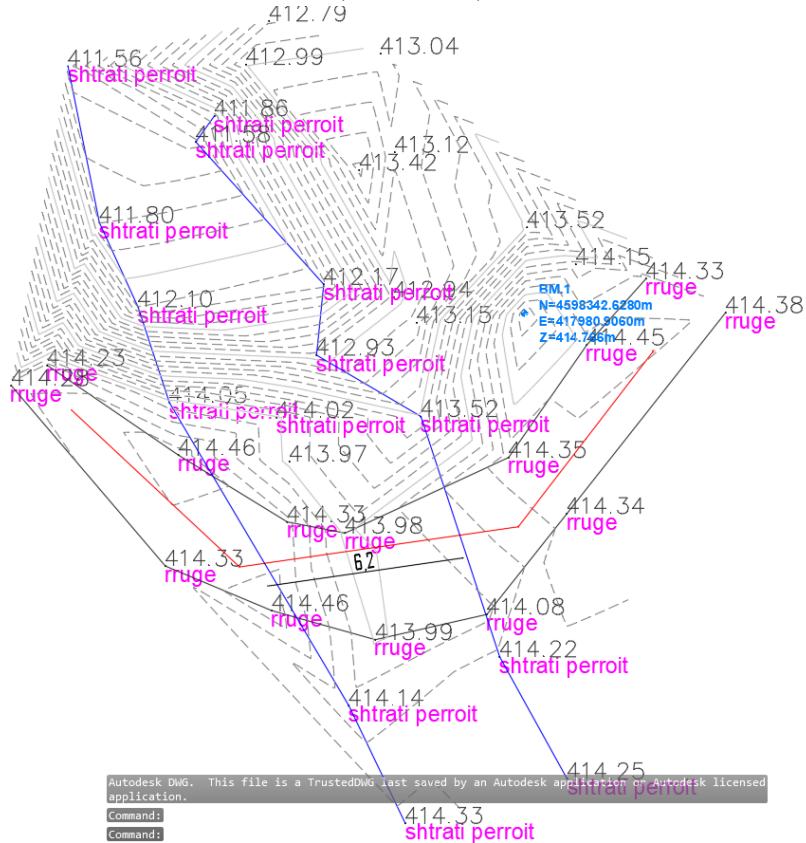 412.79
413.04
411.56
412.99
shtrati perroit
411.86
shtrati perroit
411.58
shtrati perroit
413.12
413.42
411.80
shtrati perroit
413.52
414.15
414.33
rruge
412.17
shtrati perroit
412.10
shtrati perroit
413.15
BM,1
N=4598342.6280m
E=417980.9060m
414.38
rruge
414.45
rruge
412.93
shtrati perroit
414.23
rruge
rruge
414.05
shtrati perroit
414.02
shtrati perroit
413.52
shtrati perroit
414.46
rruge
413.97
414.35
rruge
414.33
rruge
413.98
rruge
414.34
rruge
414.33
rruge
6,2
414.46
rruge
413.99
rruge
414.08
rruge
414.22
shtrati perroit
414.14
shtrati perroit
414.25
shtrati perroit
Autodesk DWG. This file is a TrustedDWG last saved by an Autodesk application or Autodesk licensed
application.
Command:
Command:
414.33
shtrati perroit